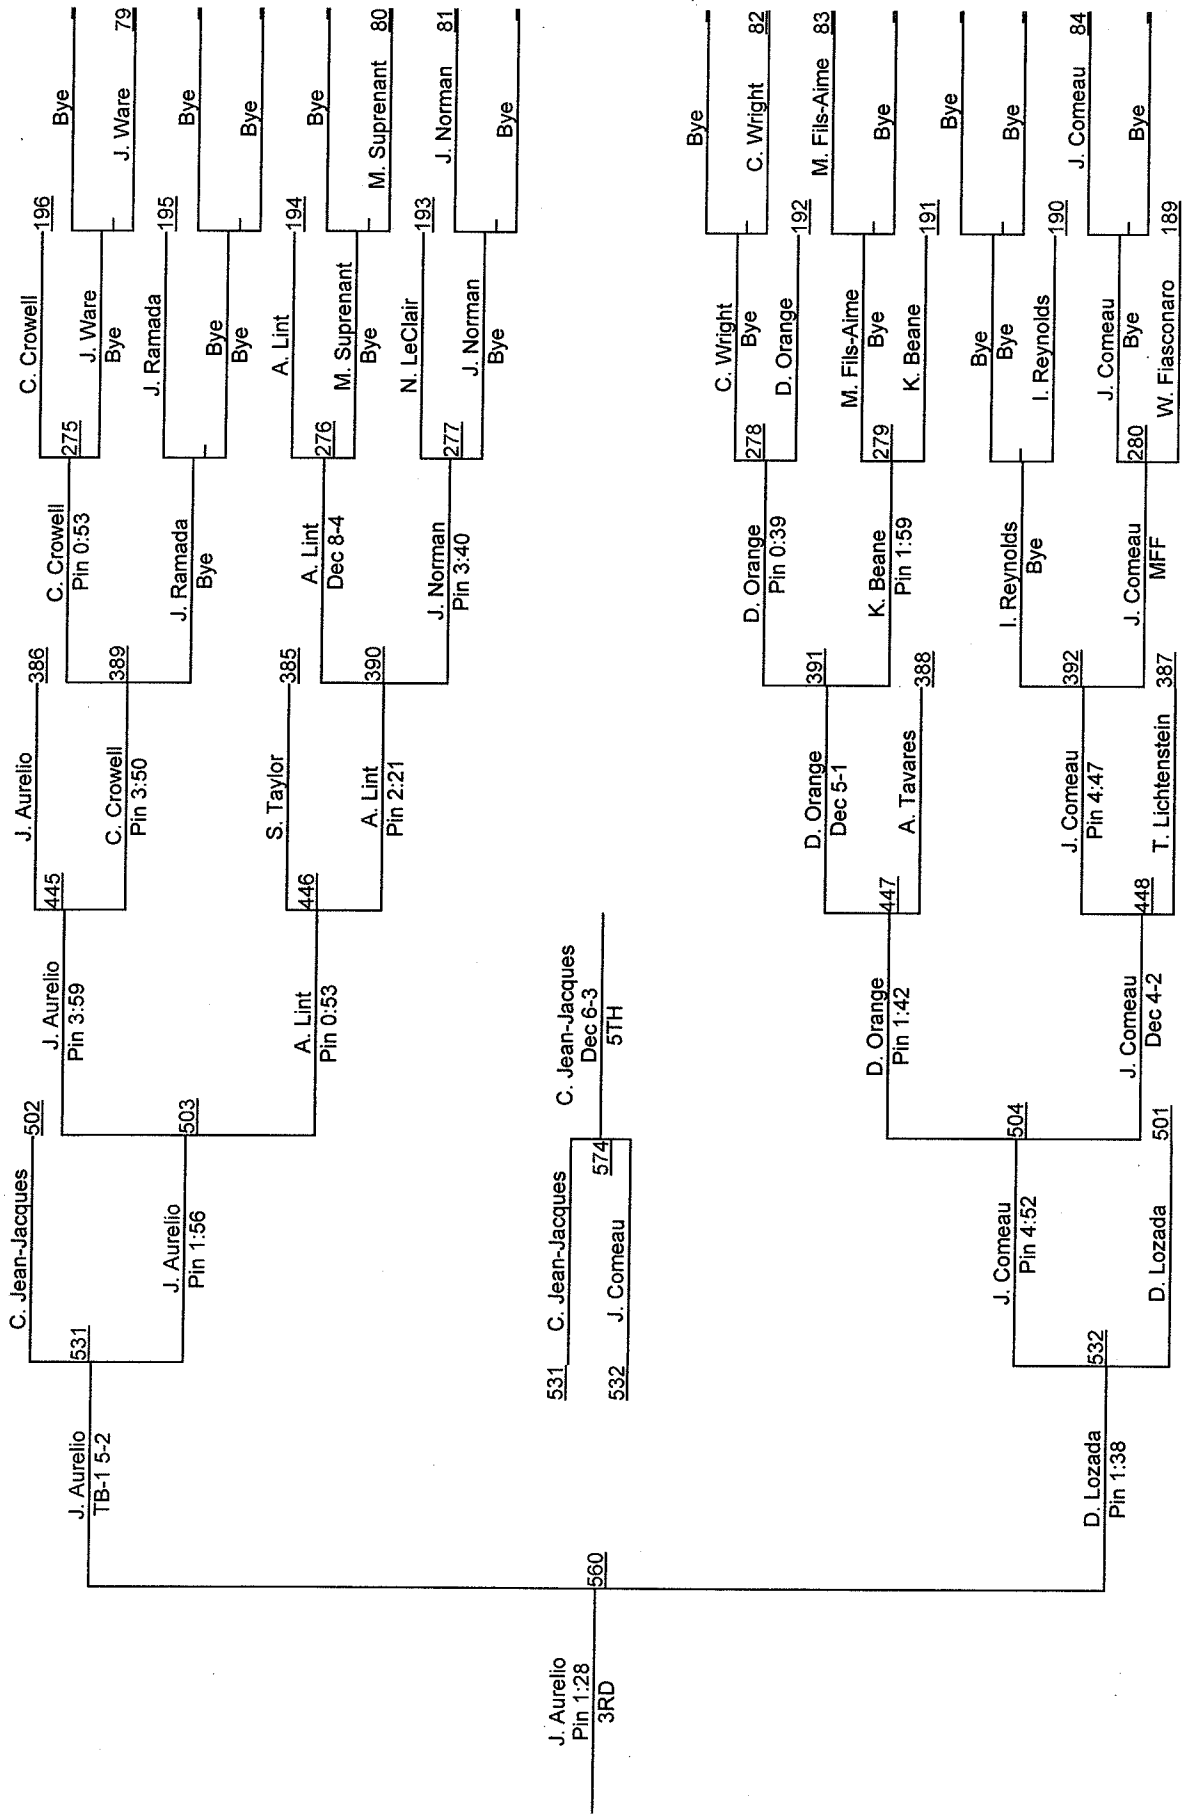 Bye
J. Ware 79
Bye
Bye
Bye
M. Suprenant 80
J. Norman 81
Bye
Bye
C. Wright 82
M. Fils-Aime 83
Bye
Bye
Bye
J. Comeau 84
Bye
C. Crowell 196
J. Ware
Bye
J. Ramada 195
Bye
Bye
A. Lint 194
M. Suprenant
Bye
N. LeClair 193
J. Norman
Bye
C. Wright
Bye
D. Orange 192
M. Fils-Aime
Bye
K. Beane 191
Bye
Bye
I. Reynolds 190
J. Comeau
Bye
W. Fiasconaro 189
C. Crowell 275
Pin 0:53
J. Ramada
Bye
A. Lint 276
Dec 8-4
J. Norman 277
Pin 3:40
D. Orange 278
Pin 0:39
K. Beane 279
Pin 1:59
I. Reynolds
Bye
J. Comeau 280
MFF
J. Aurelio 386
C. Crowell 389
Pin 3:50
S. Taylor 385
A. Lint 390
Pin 2:21
D. Orange 391
Dec 5-1
A. Tavares 388
J. Comeau 392
Pin 4:47
T. Lichtenstein 387
J. Aurelio 445
Pin 3:59
A. Lint 446
Pin 0:53
D. Orange 447
Pin 1:42
J. Comeau 448
Dec 4-2
C. Jean-Jacques 502
J. Aurelio 503
Pin 1:56
J. Comeau 504
Pin 4:52
D. Lozada 501
J. Aurelio 531
TB-1 5-2
D. Lozada 532
Pin 1:38
531 C. Jean-Jacques
532 J. Comeau
574
C. Jean-Jacques
Dec 6-3
5TH
560
J. Aurelio
Pin 1:28
3RD